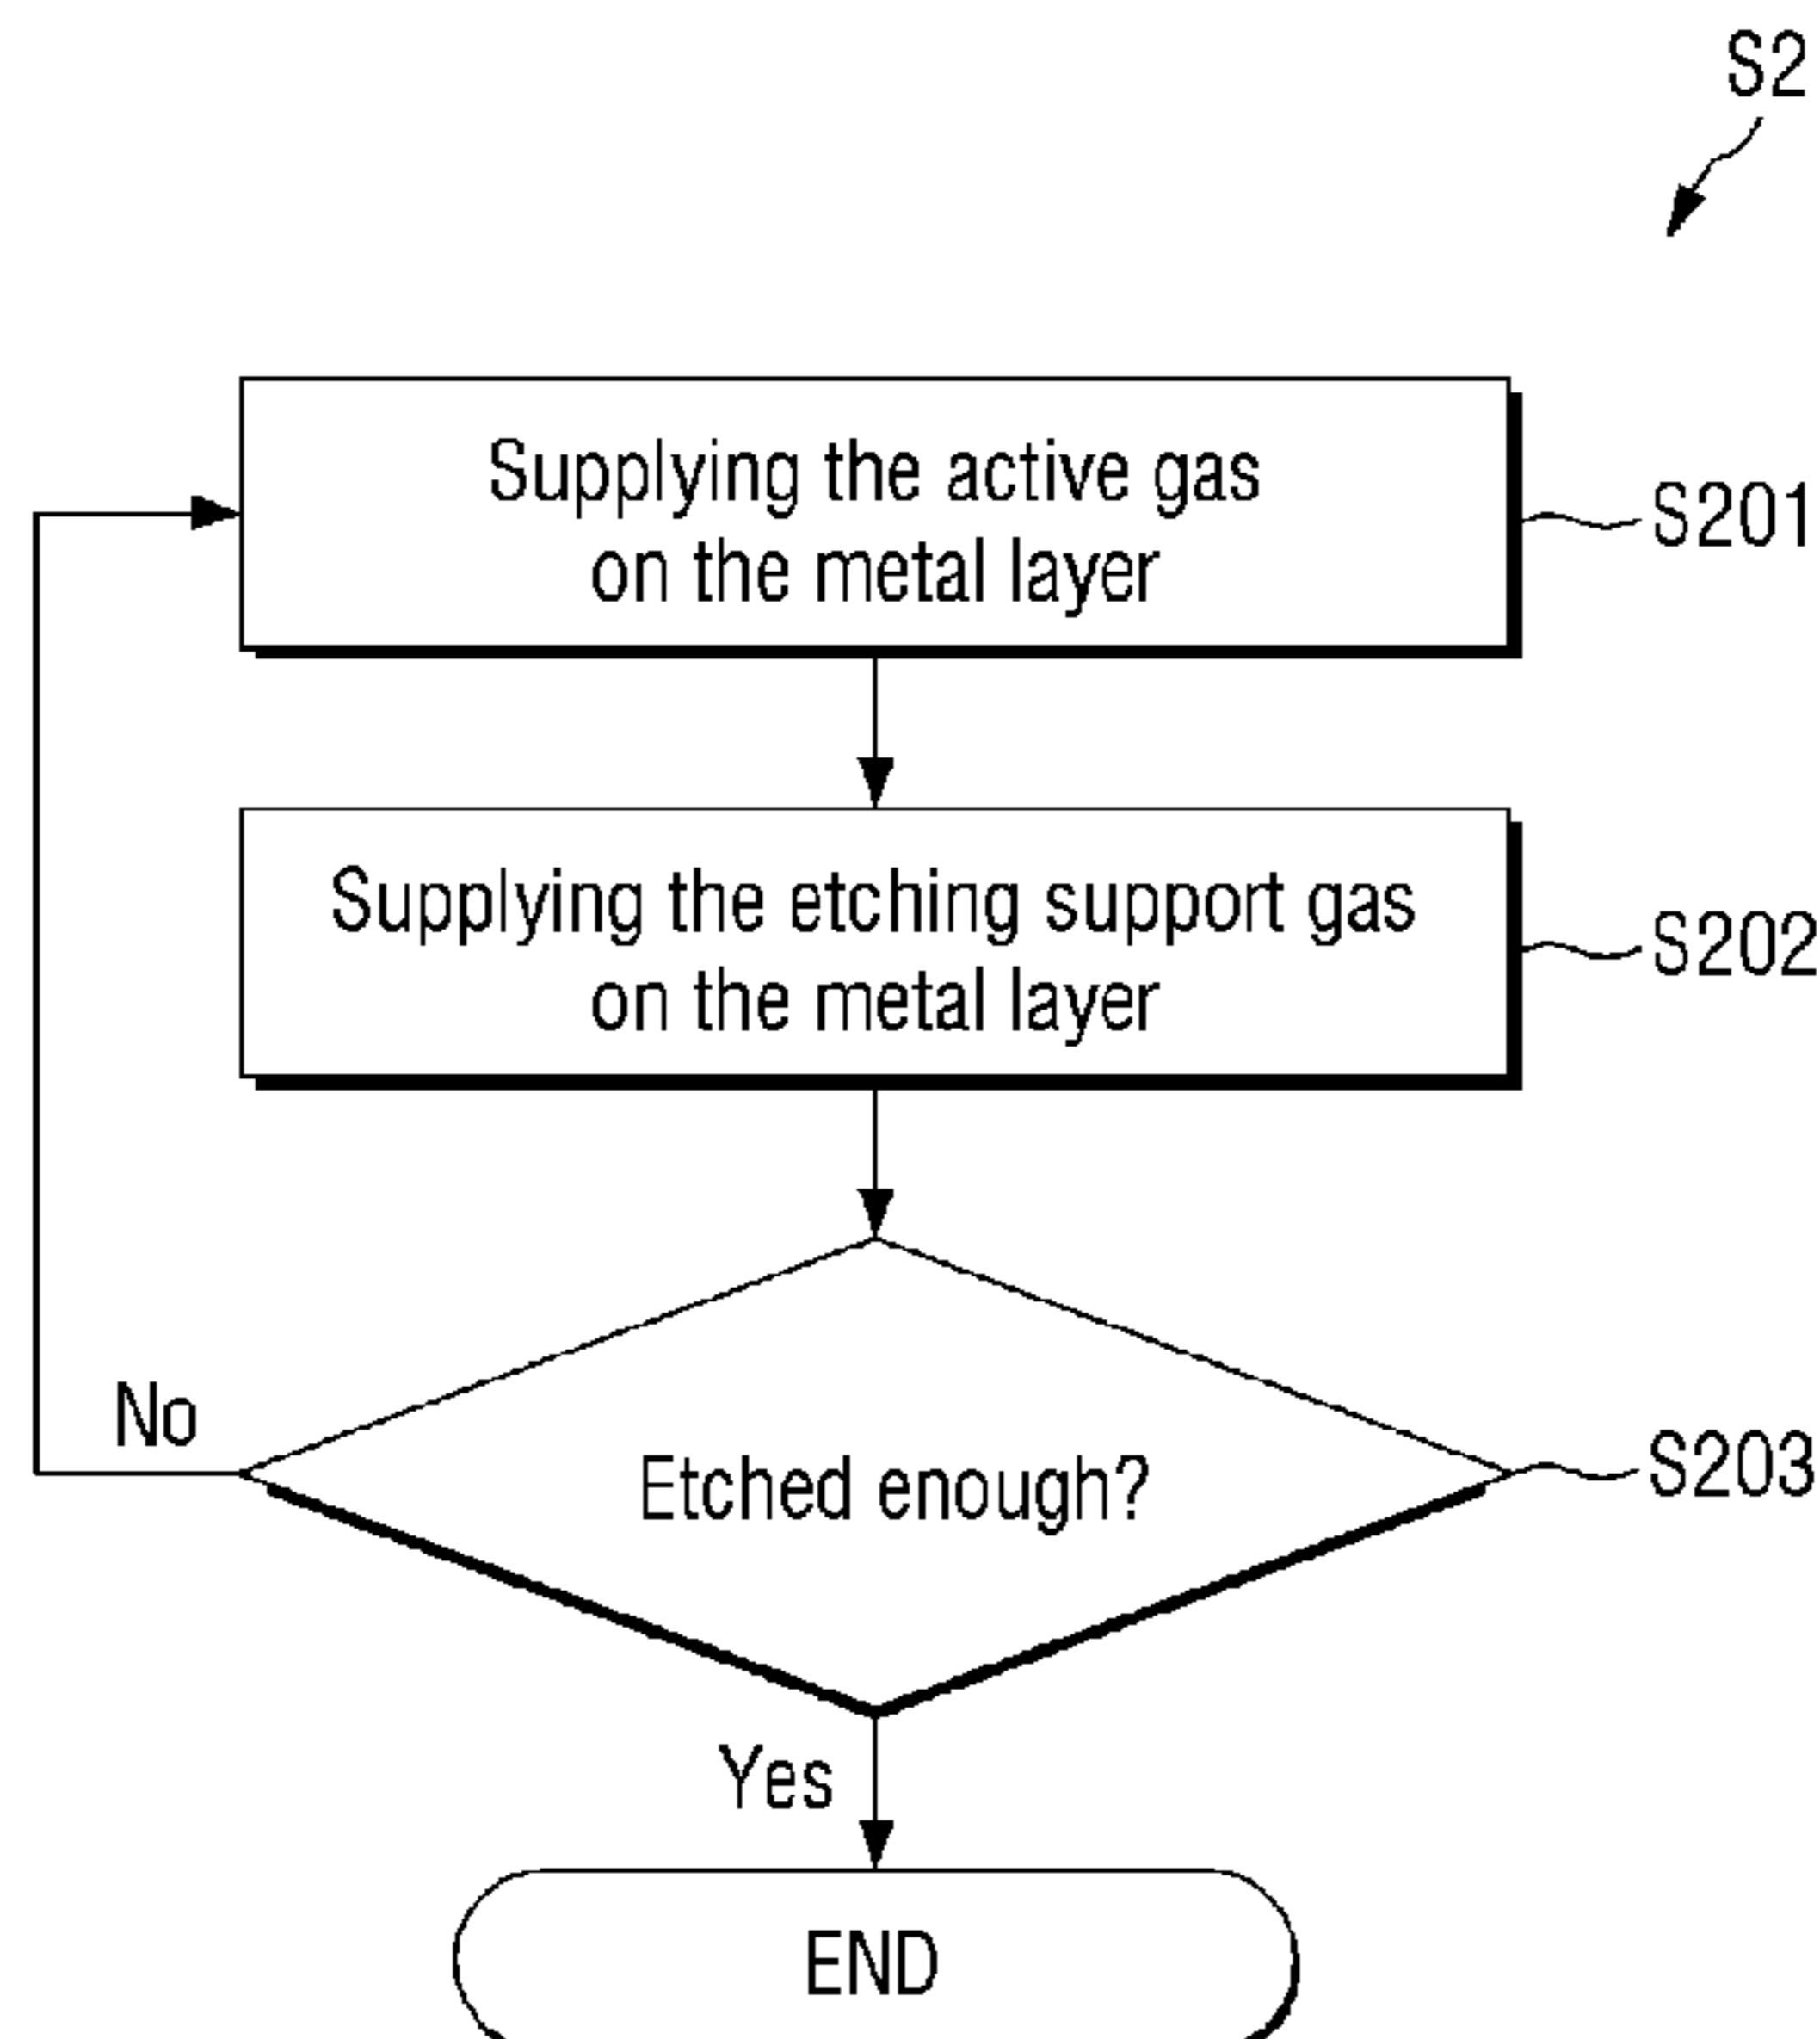 S2
Supplying the active gas
on the metal layer
S201
Supplying the etching support gas
on the metal layer
S202
No
Etched enough?
S203
Yes
END